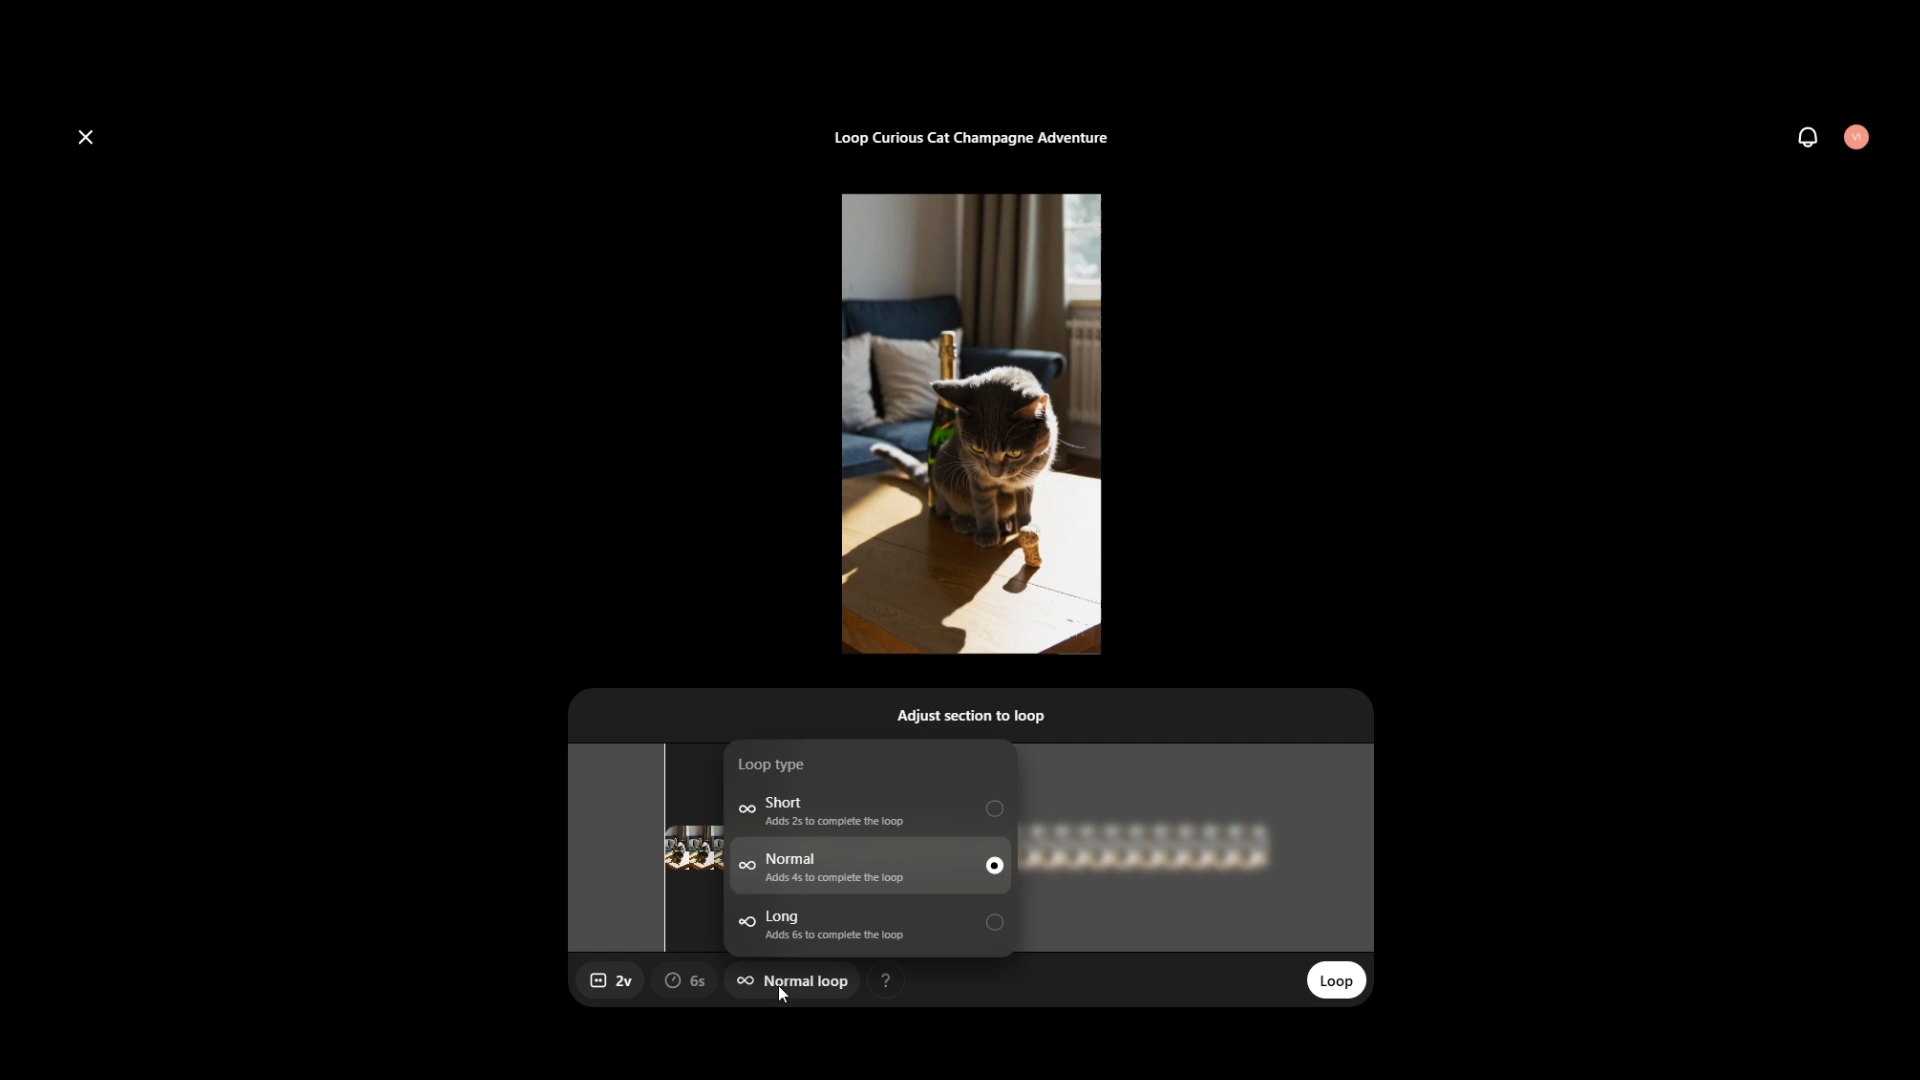 Loop Curious Cat Champagne Adventure
VI
Adjust section to loop
Loop type
Short
Adds 2s to complete the loop
Normal
Adds 4s to complete the loop
Long
Adds 6s to complete the loop
2v
6s
Normal loop
?
Loop